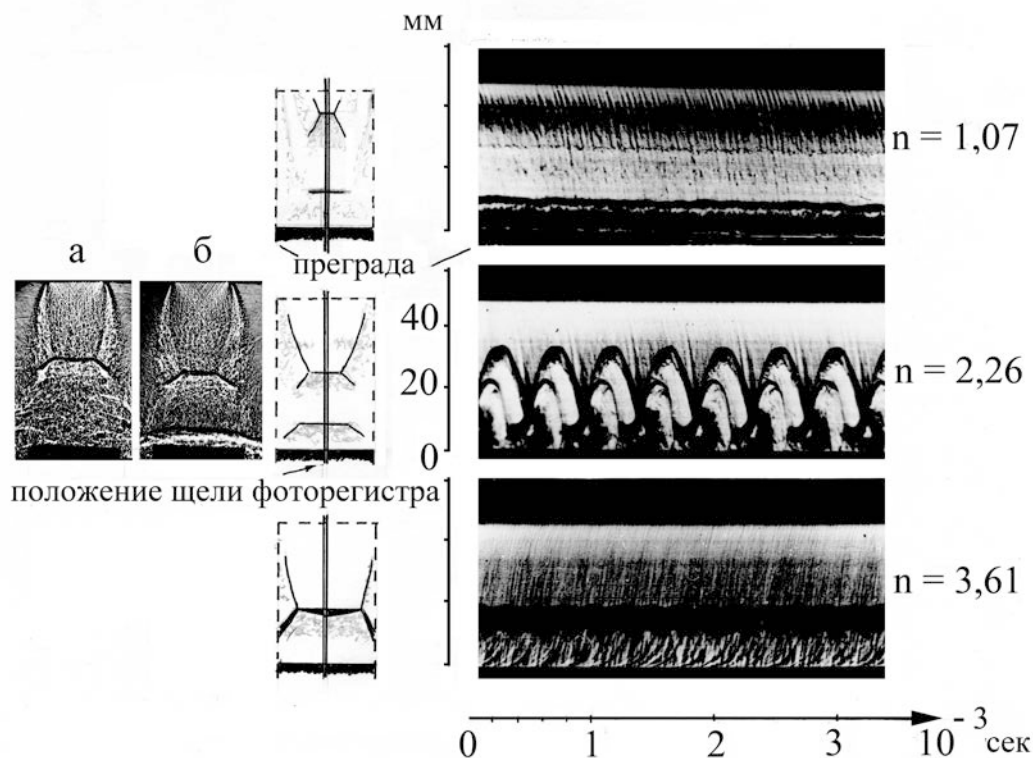 мм
n = 1,07
преграда
а б
40
20
0
n = 2,26
положение щели фоторегистра
n = 3,61
0 1 2 3 10 - 3 сек